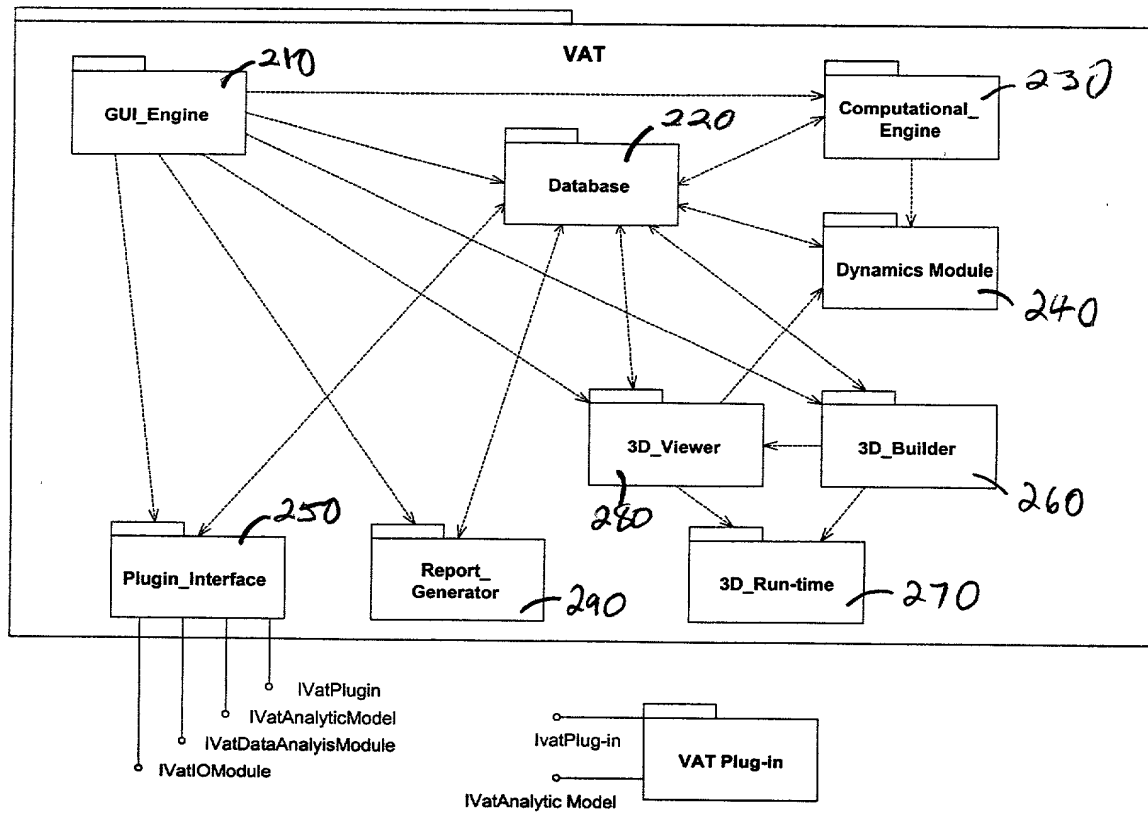 VAT
210
GUI_Engine
230
Computational_
Engine
220
Database
Dynamics Module
240
3D_Viewer
3D_Builder
280
260
250
Plugin_Interface
Report_
Generator
290
3D_Run-time
270
IVatPlugin
IVatAnalyticModel
IVatDataAnalyisModule
IVatIOModule
IvatPlug-in
VAT Plug-in
IVatAnalytic Model